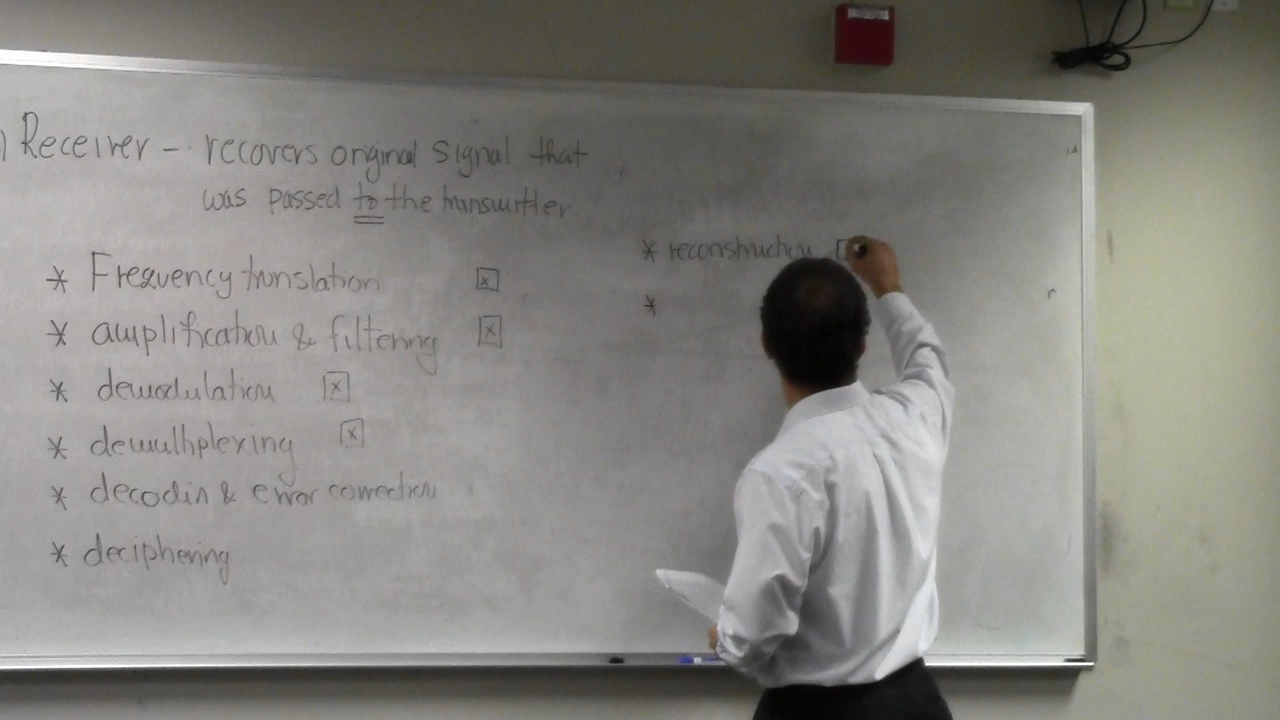 ) Receiver - recovers original signal that
was passed to the transmitter.
* Frequency translation [x]
* amplification & filtering [x]
* demodulation [x]
* demultiplexing [x]
* decodin & error correction
* deciphering
* reconstruction
*